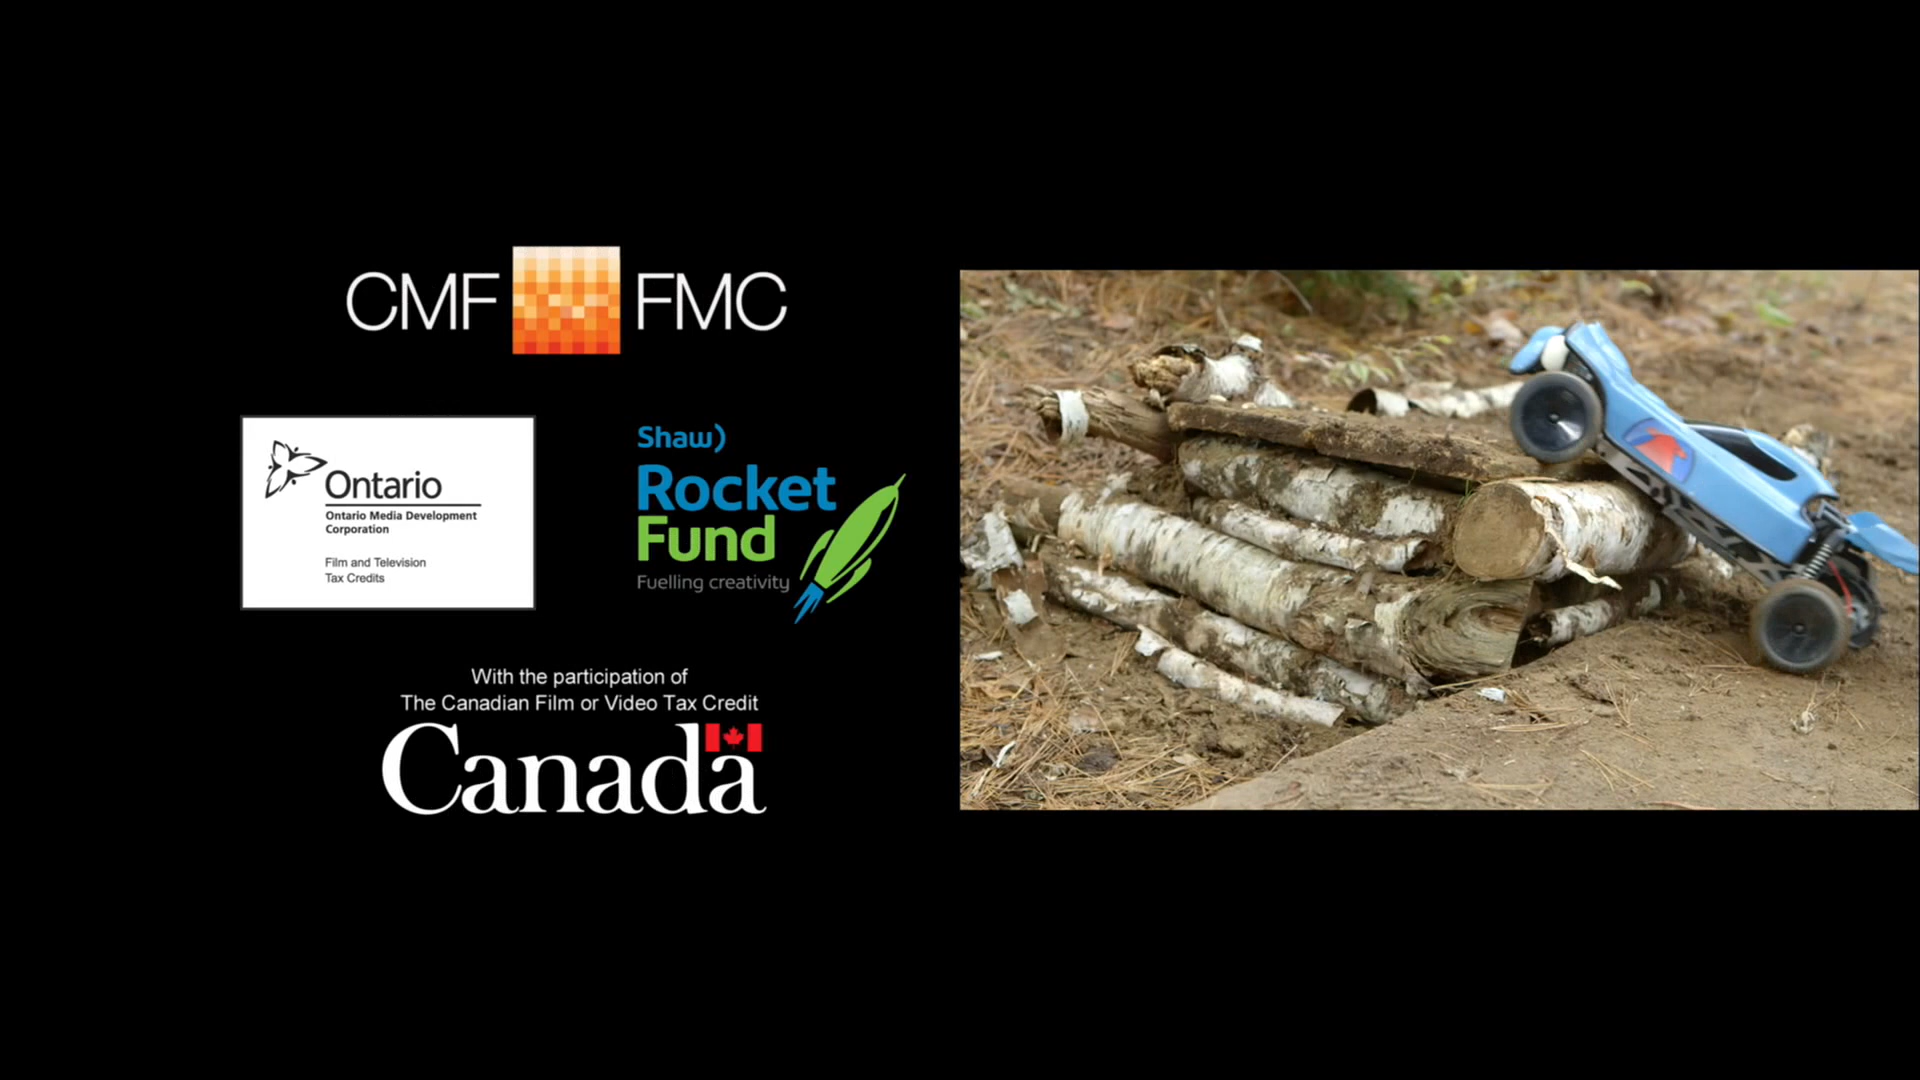 CMF FMC
Ontario
Ontario Media Development
Corporation
Film and Television
Tax Credits
Shaw)
Rocket
Fund
Fuelling creativity
With the participation of
The Canadian Film or Video Tax Credit
Canada